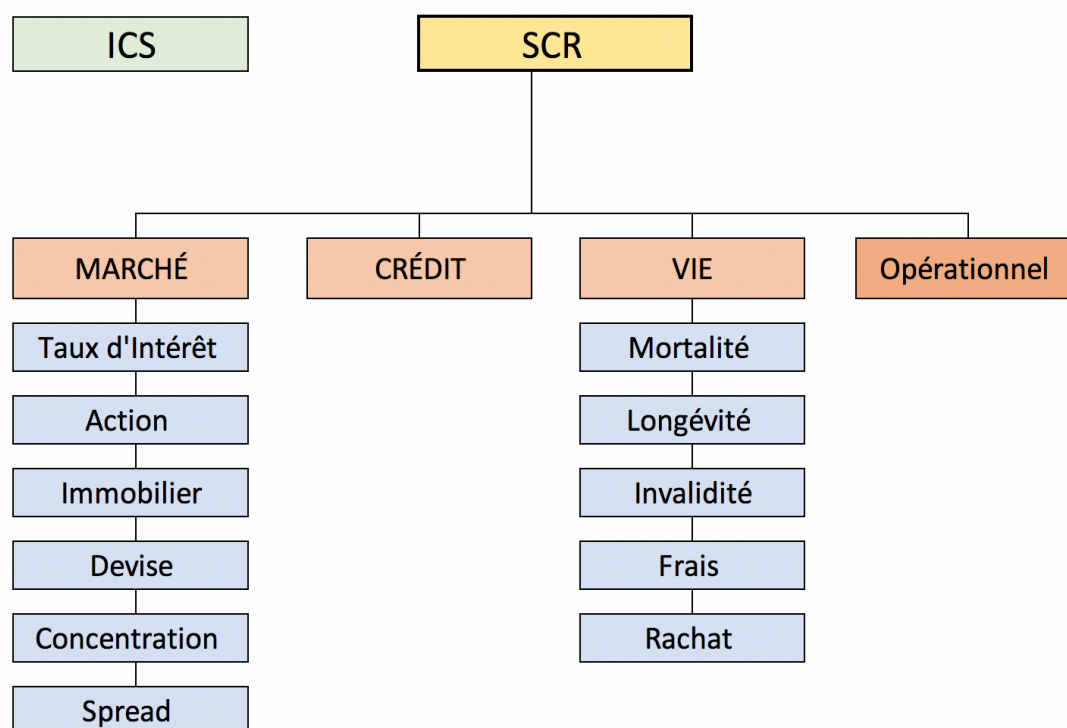 ICS
SCR
MARCHÉ
CRÉDIT
VIE
Opérationnel
Taux d'Intérêt
Mortalité
Action
Longévité
Immobilier
Invalidité
Devise
Frais
Concentration
Rachat
Spread